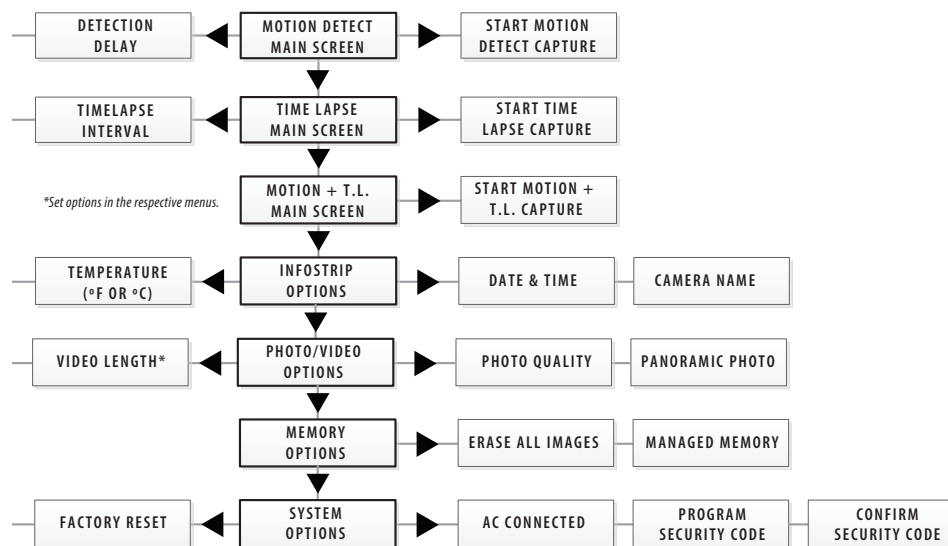 DETECTION
DELAY
MOTION DETECT
MAIN SCREEN
START MOTION
DETECT CAPTURE
TIMELAPSE
INTERVAL
TIME LAPSE
MAIN SCREEN
START TIME
LAPSE CAPTURE
*Set options in the respective menus.
MOTION + T.L.
MAIN SCREEN
START MOTION +
T.L. CAPTURE
TEMPERATURE
(ºF OR ºC)
INFOSTRIP
OPTIONS
DATE & TIME
CAMERA NAME
VIDEO LENGTH*
PHOTO/VIDEO
OPTIONS
PHOTO QUALITY
PANORAMIC PHOTO
MEMORY
OPTIONS
ERASE ALL IMAGES
MANAGED MEMORY
FACTORY RESET
SYSTEM
OPTIONS
AC CONNECTED
PROGRAM
SECURITY CODE
CONFIRM
SECURITY CODE